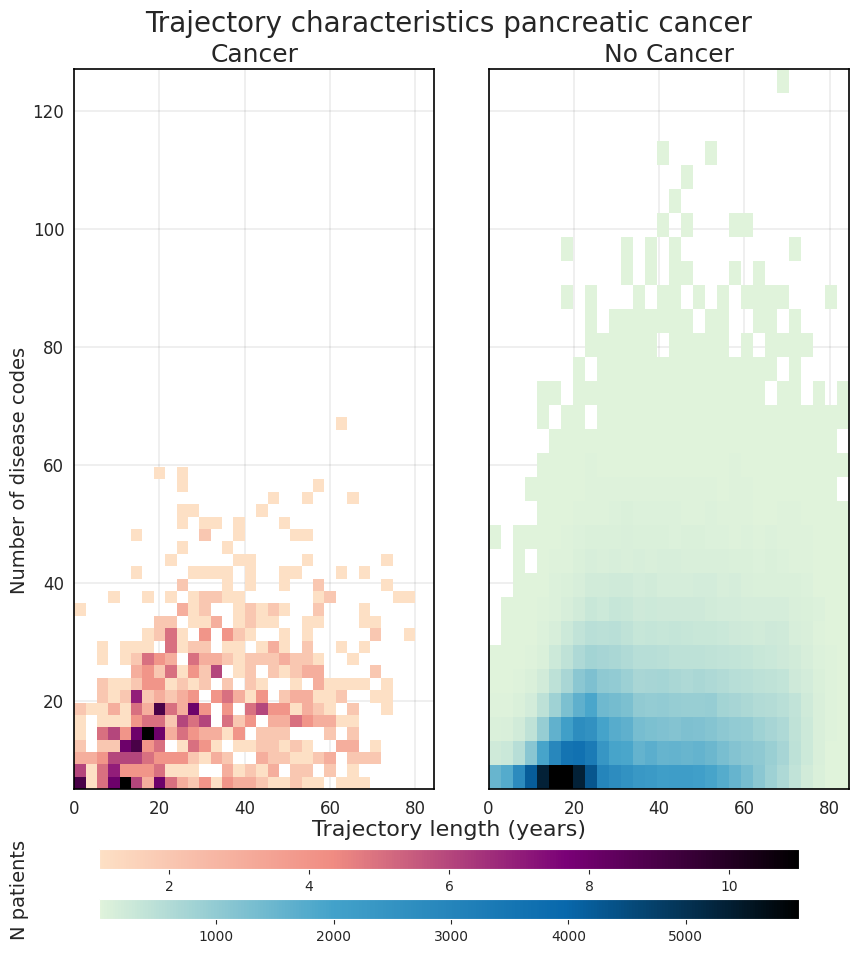 Trajectory characteristics pancreatic cancer
Cancer
No Cancer
120
100
80
60
40
20
Number of disease codes
0 20 40 60 80
0 20 40 60 80
Trajectory length (years)
N patients
2 4 6 8 10
1000 2000 3000 4000 5000